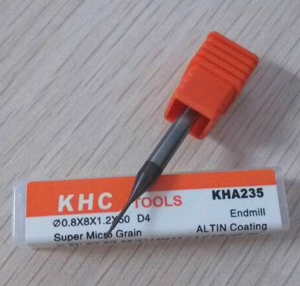 KHC TOOLS KHA235
Ø0.8X8X1.2X50 D4 Endmill
Super Micro Grain ALTIN Coating